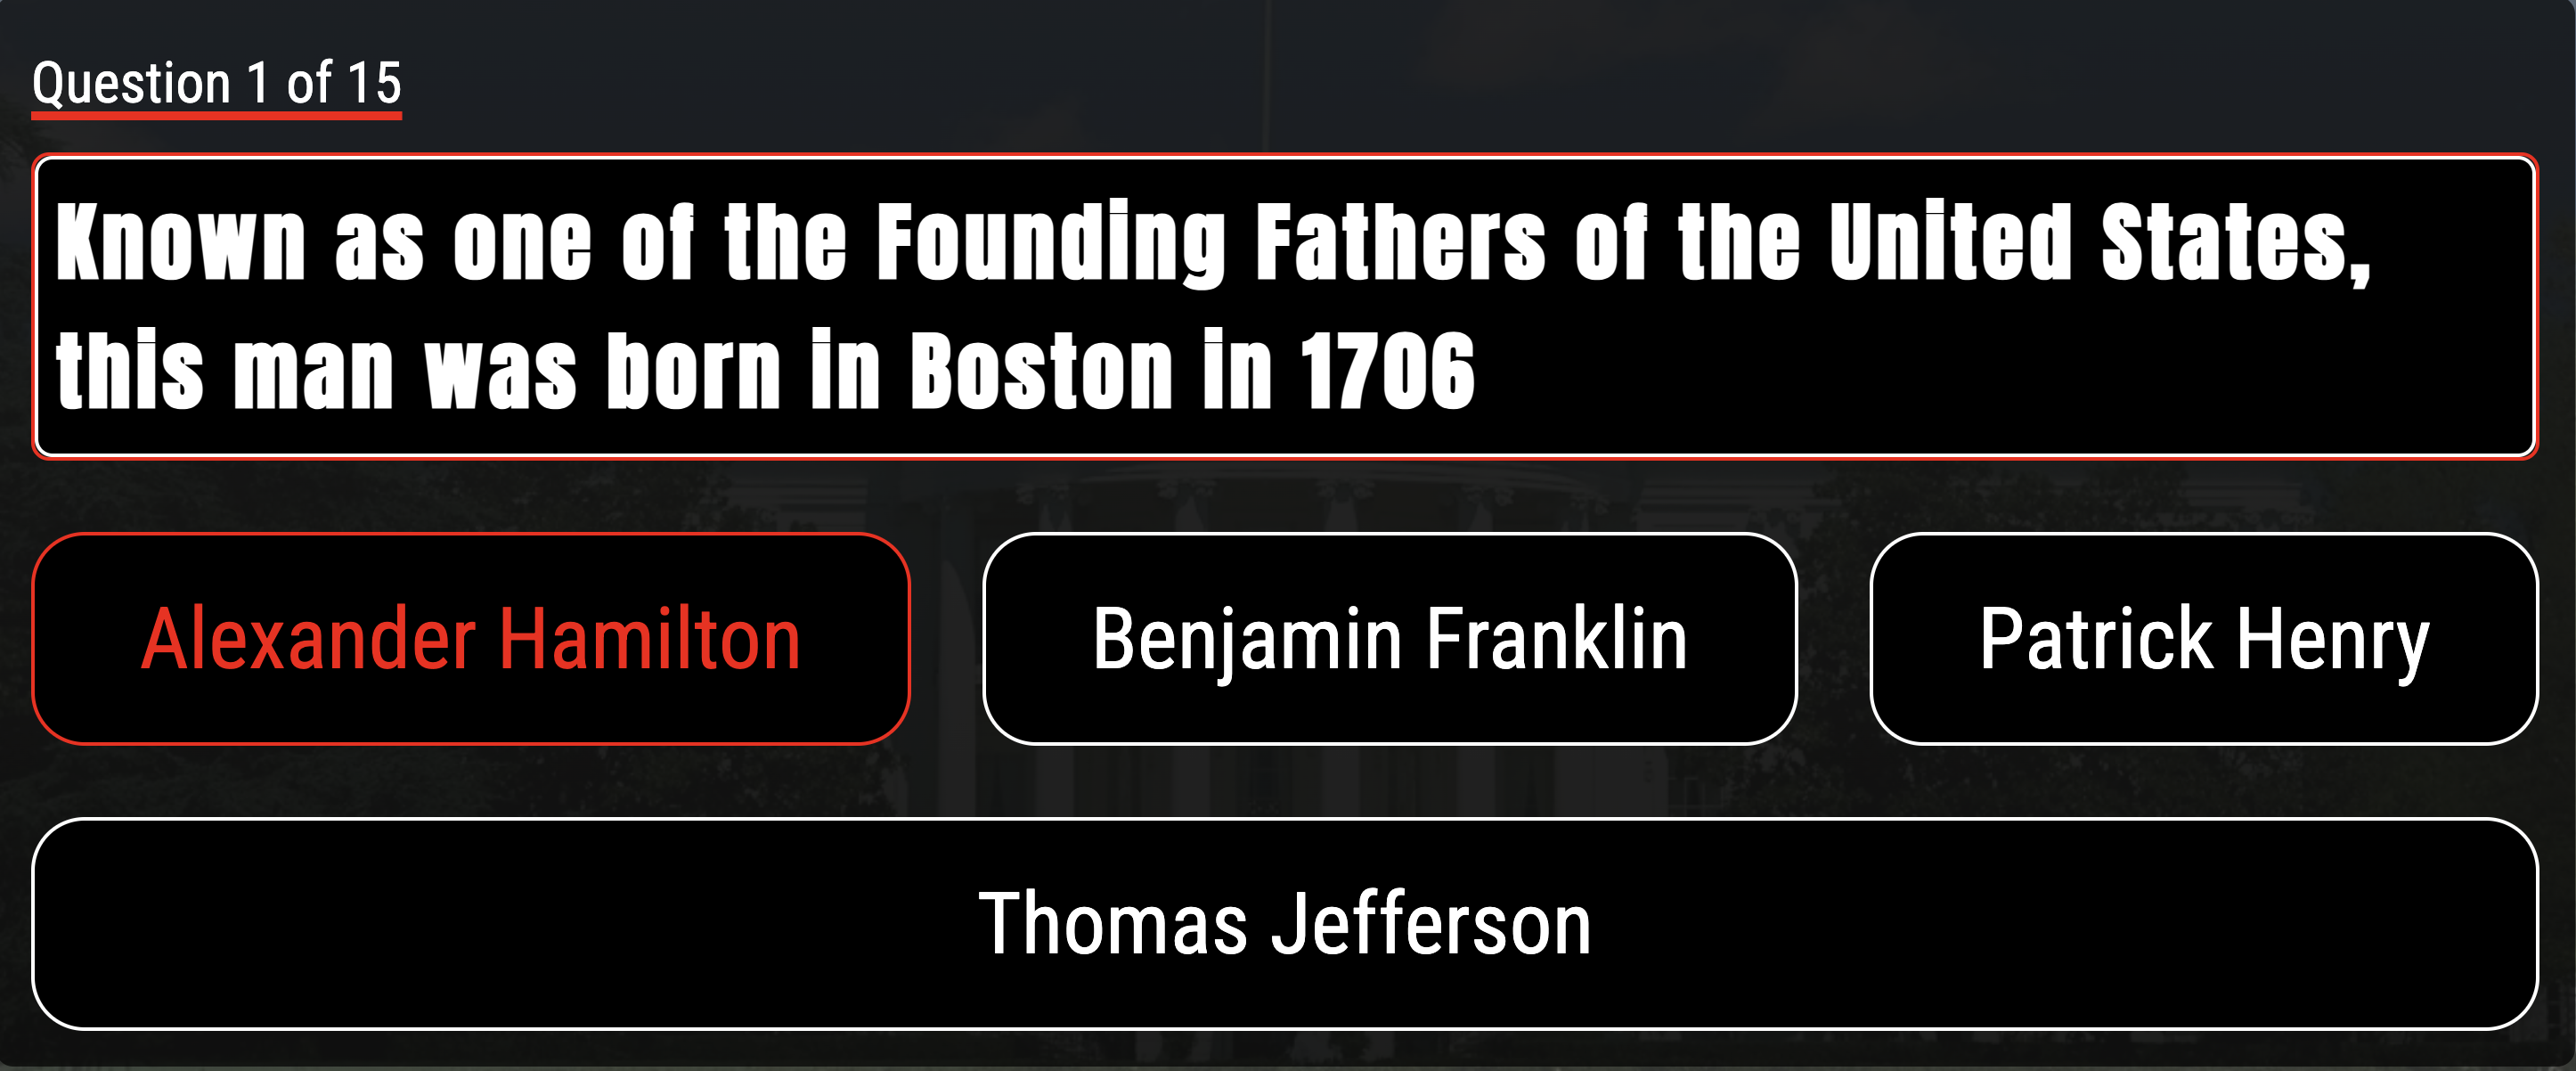 Question 1 of 15
Known as one of the Founding Fathers of the United States,
this man was born in Boston in 1706
Alexander Hamilton
Benjamin Franklin
Patrick Henry
Thomas Jefferson